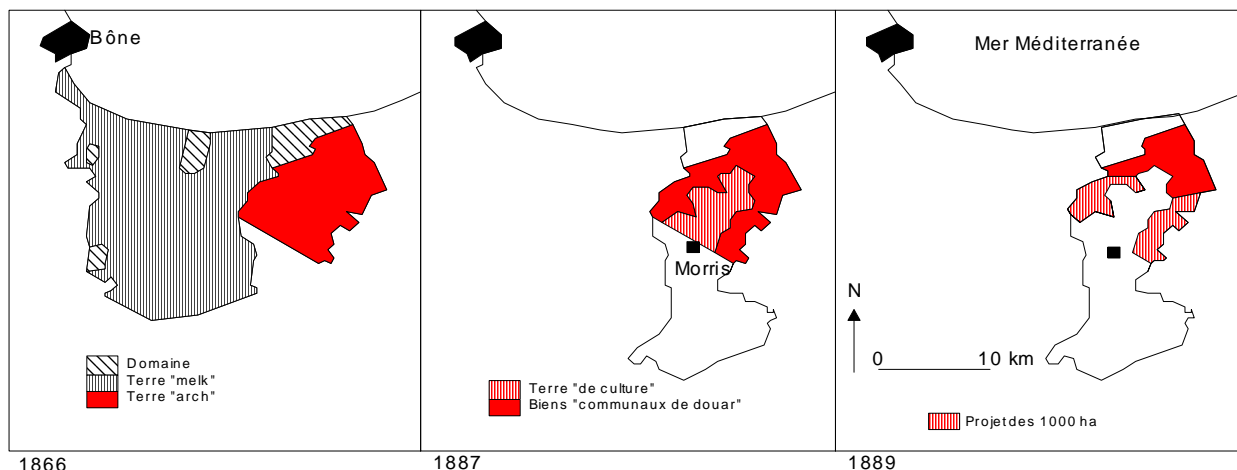 Bône
Domaine
Terre "melk"
Terre "arch"
1866
Morris
Terre "de culture"
Biens "communaux de douar"
1887
Mer Méditerranée
N
0 10 km
Projet des 1000 ha
1889